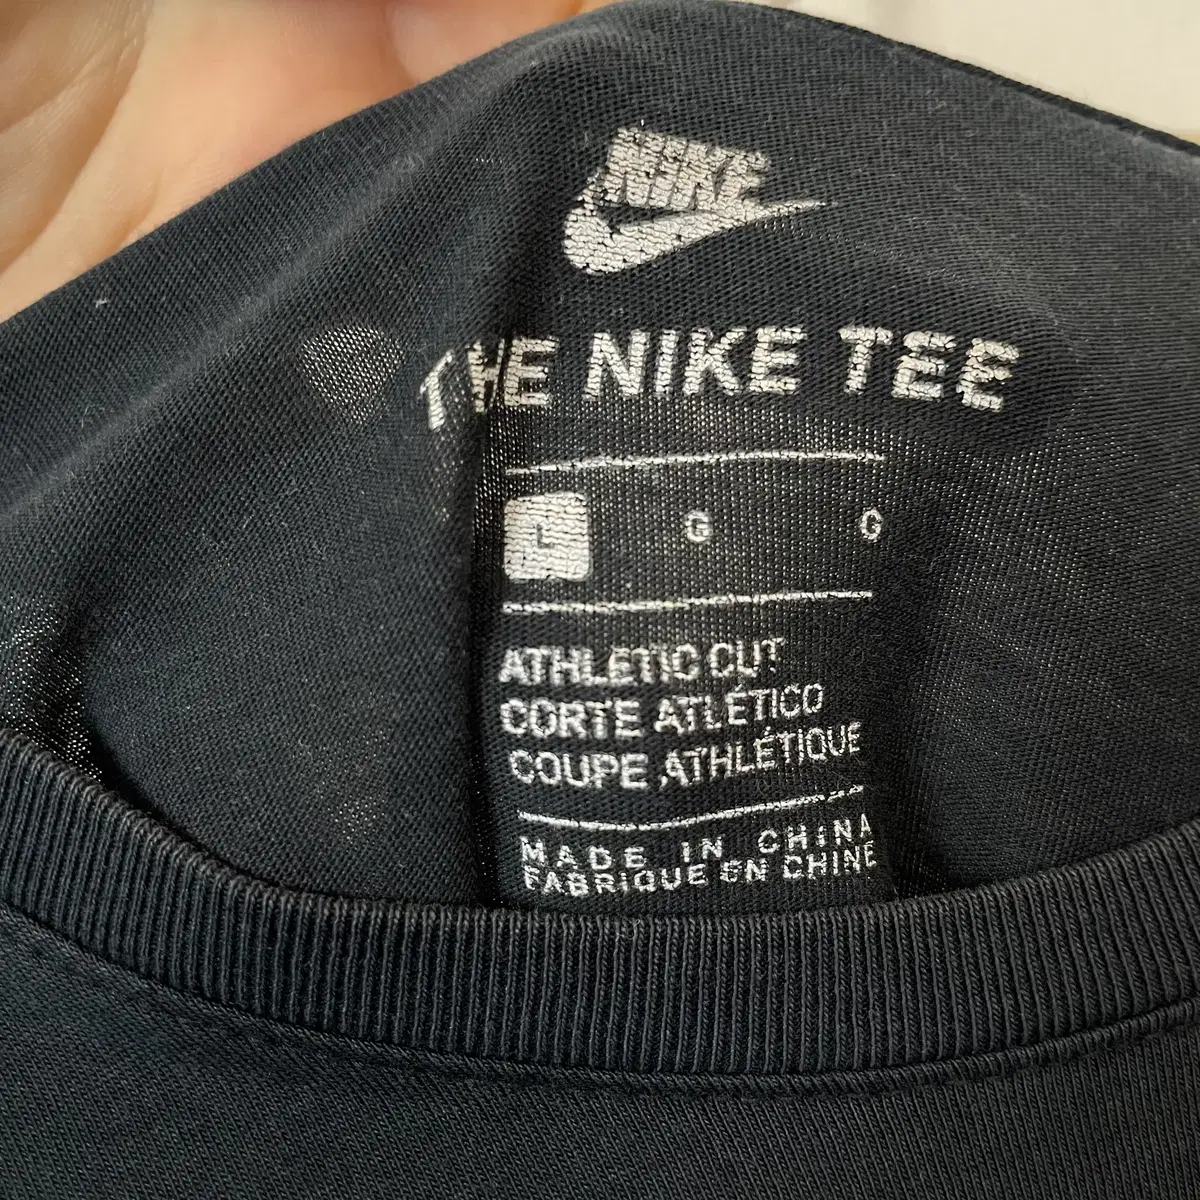 NIKE
THE NIKE TEE
L G G
ATHLETIC CUT
CORTE ATLÉTICO
COUPE ATHLÉTIQUE
MADE IN CHINA
FABRIQUE EN CHINE